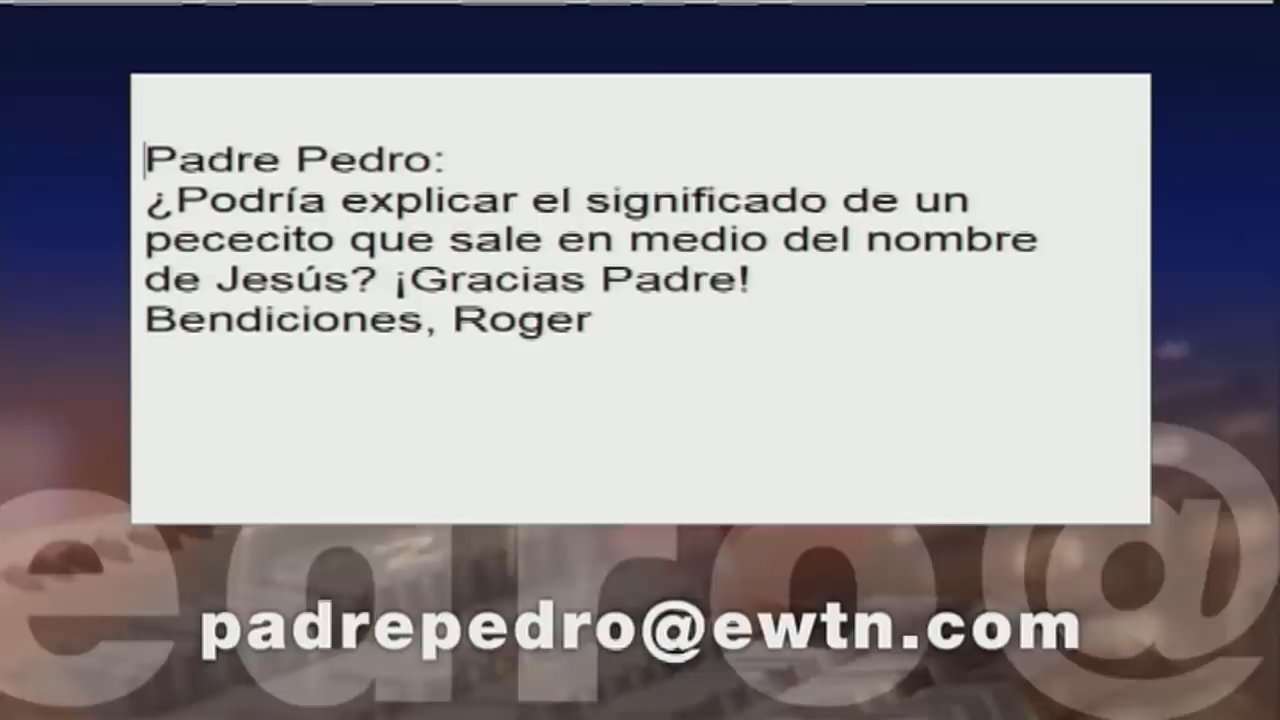 Padre Pedro:
¿Podría explicar el significado de un
pececito que sale en medio del nombre
de Jesús? ¡Gracias Padre!
Bendiciones, Roger
edro@
padrepedro@ewtn.com